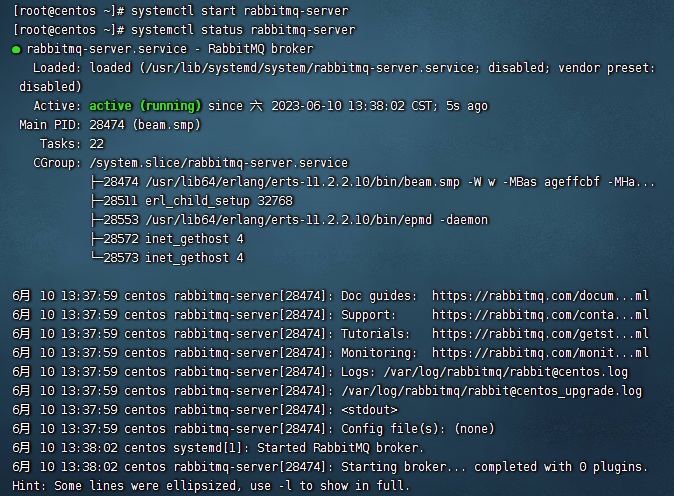 [root@centos ~]# systemctl start rabbitmq-server
[root@centos ~]# systemctl status rabbitmq-server
● rabbitmq-server.service - RabbitMQ broker
   Loaded: loaded (/usr/lib/systemd/system/rabbitmq-server.service; disabled; vendor preset:
 disabled)
   Active: active (running) since 六 2023-06-10 13:38:02 CST; 5s ago
 Main PID: 28474 (beam.smp)
    Tasks: 22
   CGroup: /system.slice/rabbitmq-server.service
           ├─28474 /usr/lib64/erlang/erts-11.2.2.10/bin/beam.smp -W w -MBas ageffcbf -MHa...
           ├─28511 erl_child_setup 32768
           ├─28553 /usr/lib64/erlang/erts-11.2.2.10/bin/epmd -daemon
           ├─28572 inet_gethost 4
           └─28573 inet_gethost 4
6月 10 13:37:59 centos rabbitmq-server[28474]: Doc guides:  https://rabbitmq.com/docum...ml
6月 10 13:37:59 centos rabbitmq-server[28474]: Support:     https://rabbitmq.com/conta...ml
6月 10 13:37:59 centos rabbitmq-server[28474]: Tutorials:   https://rabbitmq.com/getst...ml
6月 10 13:37:59 centos rabbitmq-server[28474]: Monitoring:  https://rabbitmq.com/monit...ml
6月 10 13:37:59 centos rabbitmq-server[28474]: Logs: /var/log/rabbitmq/rabbit@centos.log
6月 10 13:37:59 centos rabbitmq-server[28474]: /var/log/rabbitmq/rabbit@centos_upgrade.log
6月 10 13:37:59 centos rabbitmq-server[28474]: <stdout>
6月 10 13:37:59 centos rabbitmq-server[28474]: Config file(s): (none)
6月 10 13:38:02 centos systemd[1]: Started RabbitMQ broker.
6月 10 13:38:02 centos rabbitmq-server[28474]: Starting broker... completed with 0 plugins.
Hint: Some lines were ellipsized, use -l to show in full.